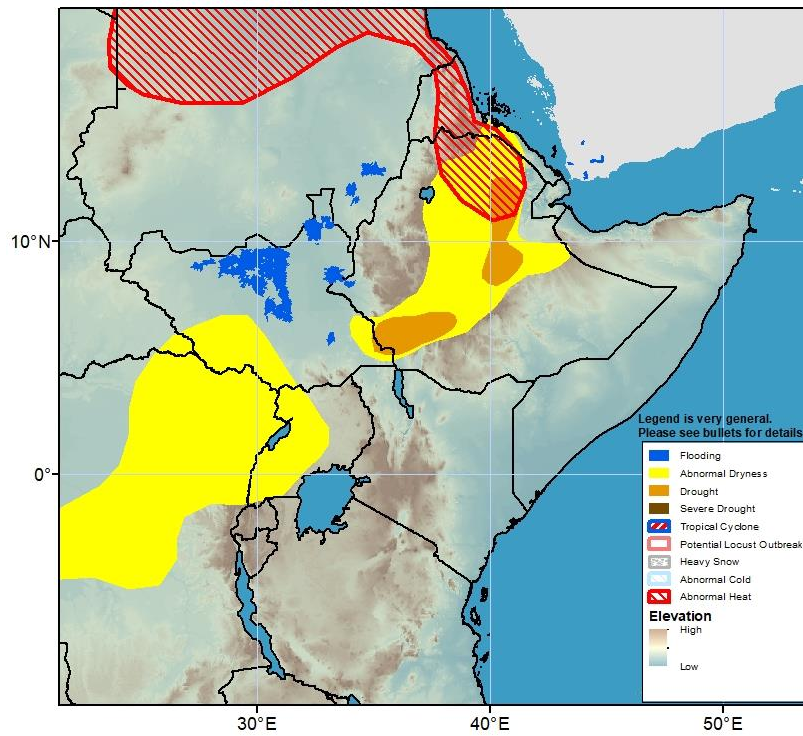 10°N
0°
30°E
40°E
50°E
Legend is very general.
Please see bullets for details
Flooding
Abnormal Dryness
Drought
Severe Drought
Tropical Cyclone
Potential Locust Outbreak
Heavy Snow
Abnormal Cold
Abnormal Heat
Elevation
High
Low